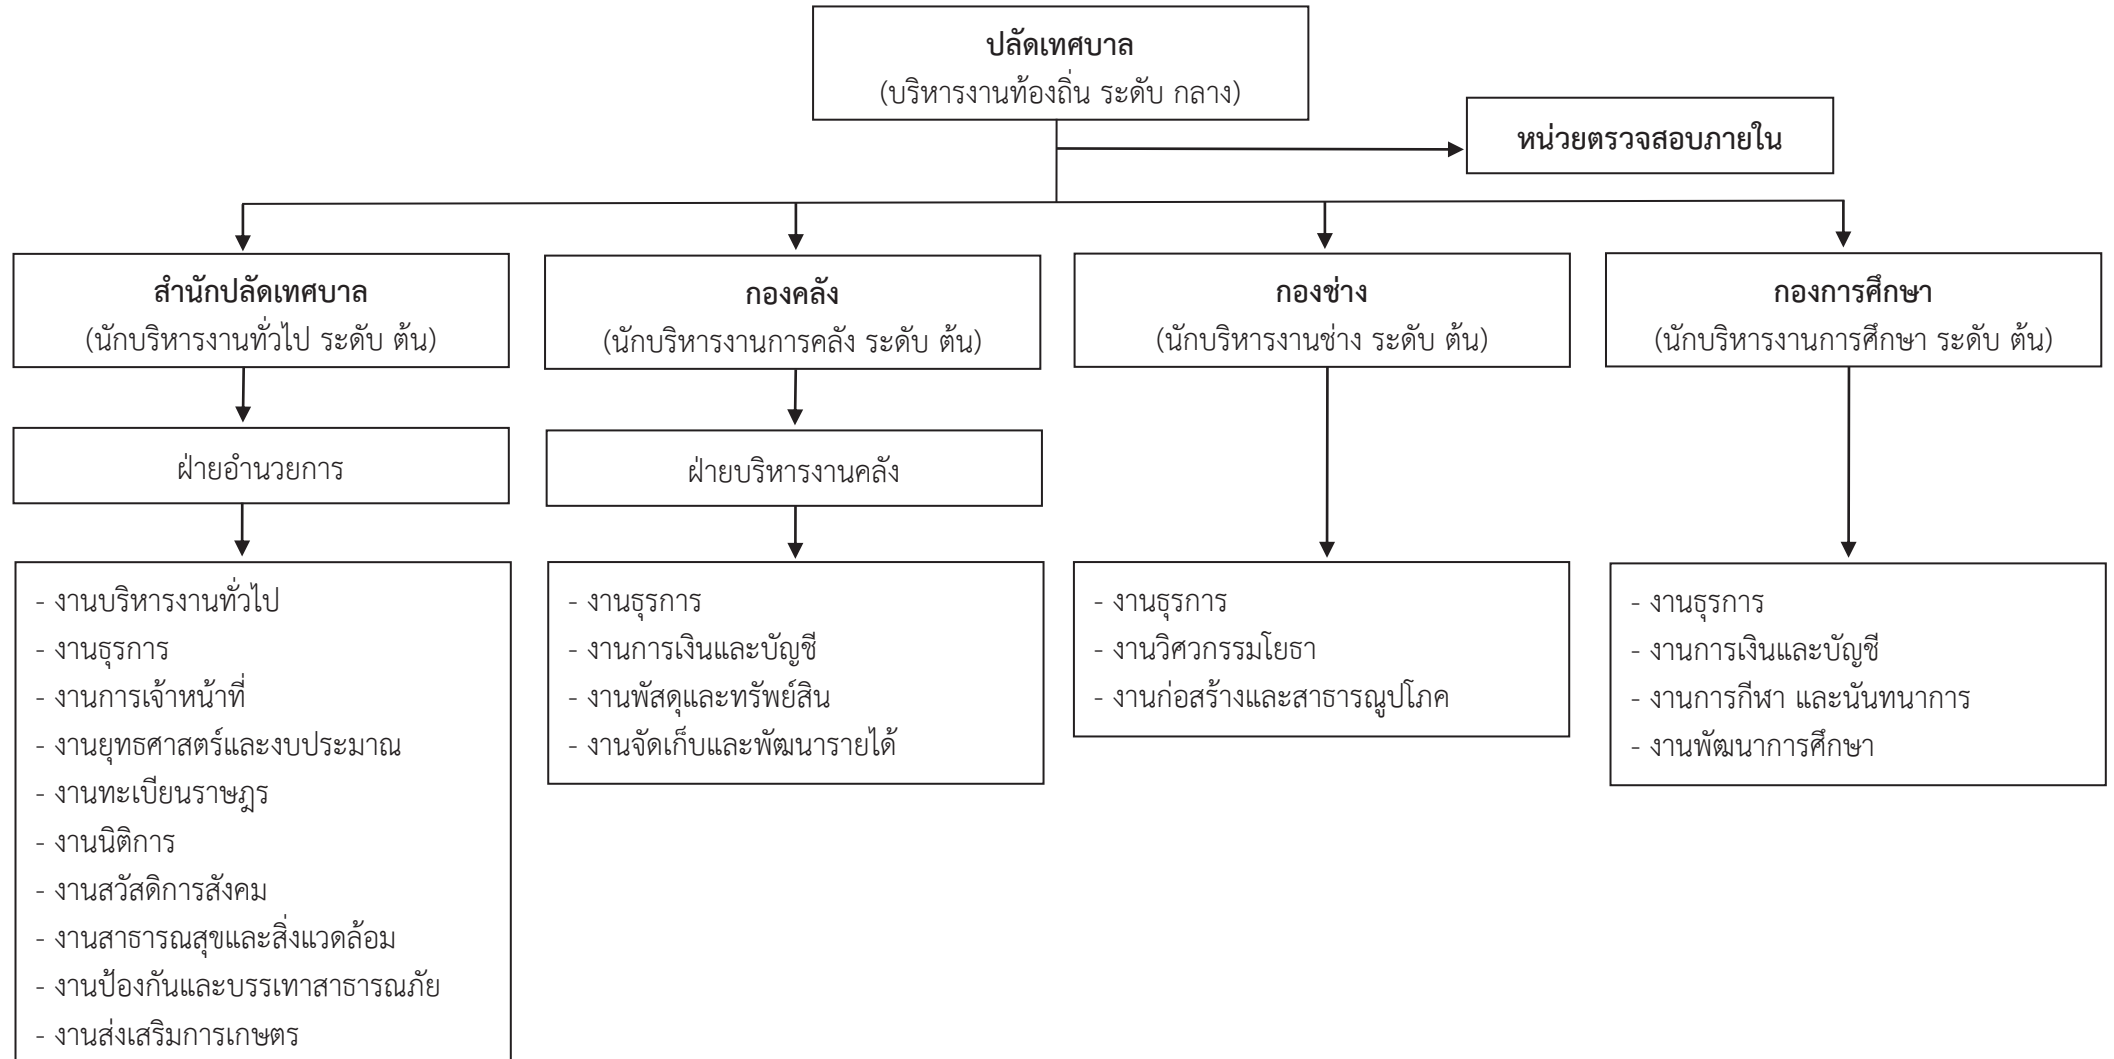 ปลัดเทศบาล
(บริหารงานท้องถิ่น ระดับ กลาง)
หน่วยตรวจสอบภายใน
สำนักปลัดเทศบาล
(นักบริหารงานทั่วไป ระดับ ต้น)
กองคลัง
(นักบริหารงานการคลัง ระดับ ต้น)
กองช่าง
(นักบริหารงานช่าง ระดับ ต้น)
กองการศึกษา
(นักบริหารงานการศึกษา ระดับ ต้น)
ฝ่ายอำนวยการ
ฝ่ายบริหารงานคลัง
- งานบริหารงานทั่วไป
- งานธุรการ
- งานการเจ้าหน้าที่
- งานยุทธศาสตร์และงบประมาณ
- งานทะเบียนราษฎร
- งานนิติการ
- งานสวัสดิการสังคม
- งานสาธารณสุขและสิ่งแวดล้อม
- งานป้องกันและบรรเทาสาธารณภัย
- งานส่งเสริมการเกษตร
- งานธุรการ
- งานการเงินและบัญชี
- งานพัสดุและทรัพย์สิน
- งานจัดเก็บและพัฒนารายได้
- งานธุรการ
- งานวิศวกรรมโยธา
- งานก่อสร้างและสาธารณูปโภค
- งานธุรการ
- งานการเงินและบัญชี
- งานการกีฬา และนันทนาการ
- งานพัฒนาการศึกษา